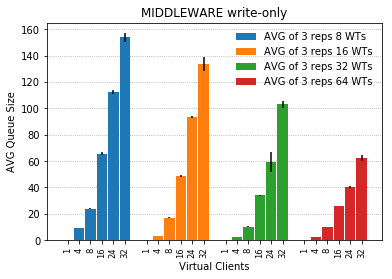 MIDDLEWARE write-only
AVG Queue Size
160
140
120
100
80
60
40
20
0
AVG of 3 reps 8 WTs
AVG of 3 reps 16 WTs
AVG of 3 reps 32 WTs
AVG of 3 reps 64 WTs
1 4 8 16 24 32 1 4 8 16 24 32 1 4 8 16 24 32 1 4 8 16 24 32
Virtual Clients